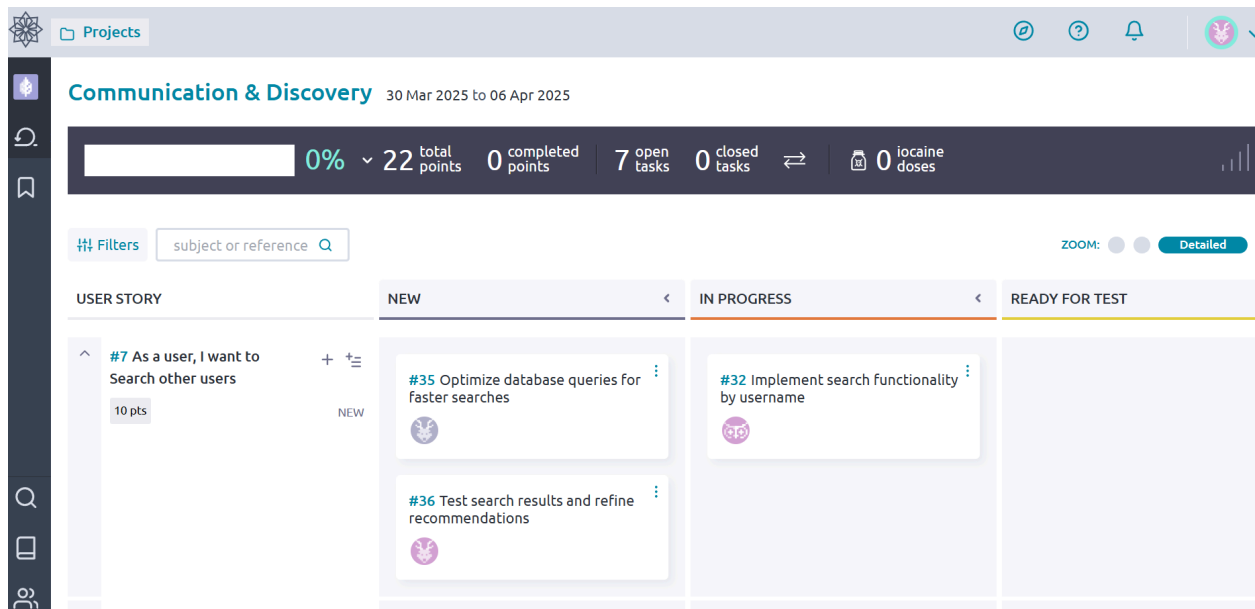 Projects
Communication & Discovery 30 Mar 2025 to 06 Apr 2025
0% 22 total points 0 completed points 7 open tasks 0 closed tasks 0 iocaine doses
Filters subject or reference ZOOM: Detailed
USER STORY NEW IN PROGRESS READY FOR TEST
#7 As a user, I want to
Search other users
10 pts NEW
#35 Optimize database queries for
faster searches
#36 Test search results and refine
recommendations
#32 Implement search functionality
by username